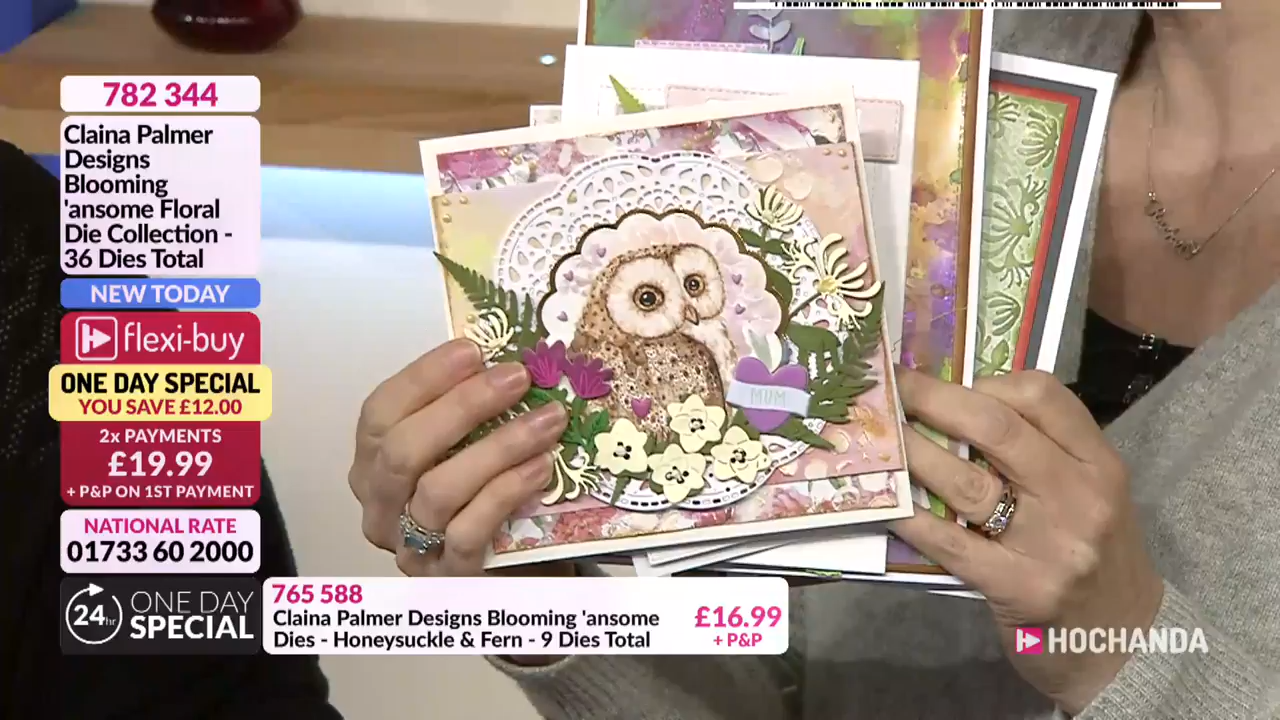 782 344
Claina Palmer
Designs
Blooming
'ansome Floral
Die Collection -
36 Dies Total
NEW TODAY
flexi-buy
ONE DAY SPECIAL
YOU SAVE £12.00
2x PAYMENTS
£19.99
+ P&P ON 1ST PAYMENT
NATIONAL RATE
01733 60 2000
24hr
ONE DAY
SPECIAL
765 588
Claina Palmer Designs Blooming 'ansome
Dies - Honeysuckle & Fern - 9 Dies Total
£16.99
+ P&P
MUM
HOCHANDA